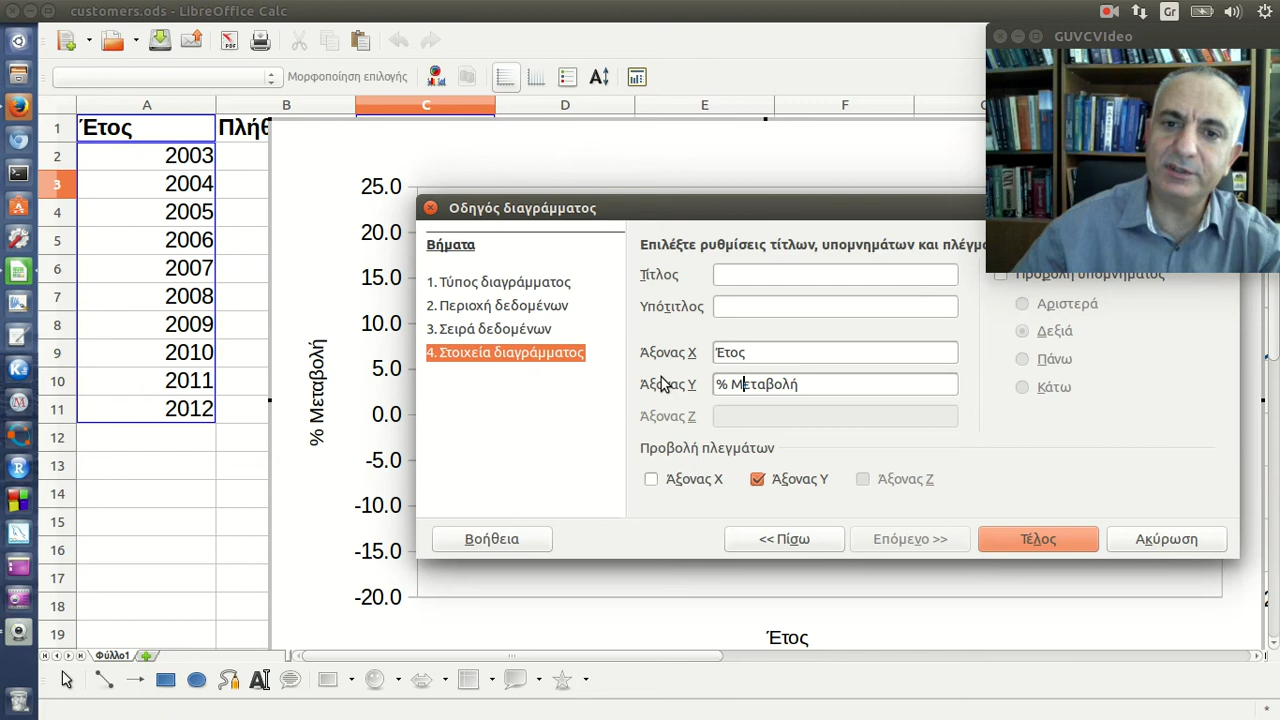 customers.ods - LibreOffice Calc
Gr
GUVCVIdeo
Μορφοποίηση επιλογής
A B C D E F
1 Έτος Πλήθ
2 2003
3 2004
4 2005
5 2006
6 2007
7 2008
8 2009
9 2010
10 2011
11 2012
12
13
14
15
16
17
18
19
25.0
20.0
15.0
10.0
5.0
0.0
-5.0
-10.0
-15.0
-20.0
% Μεταβολή
Έτος
Οδηγός διαγράμματος
Βήματα
1. Τύπος διαγράμματος
2. Περιοχή δεδομένων
3. Σειρά δεδομένων
4. Στοιχεία διαγράμματος
Επιλέξτε ρυθμίσεις τίτλων, υπομνημάτων και πλέγμ
Τίτλος
Υπότιτλος
Άξονας X Έτος
Άξονας Y % Μεταβολή
Άξονας Z
Προβολή υπομνήματος
Αριστερά
Δεξιά
Πάνω
Κάτω
Προβολή πλεγμάτων
Άξονας X Άξονας Y Άξονας Z
Βοήθεια << Πίσω Επόμενο >> Τέλος Ακύρωση
Φύλλο1